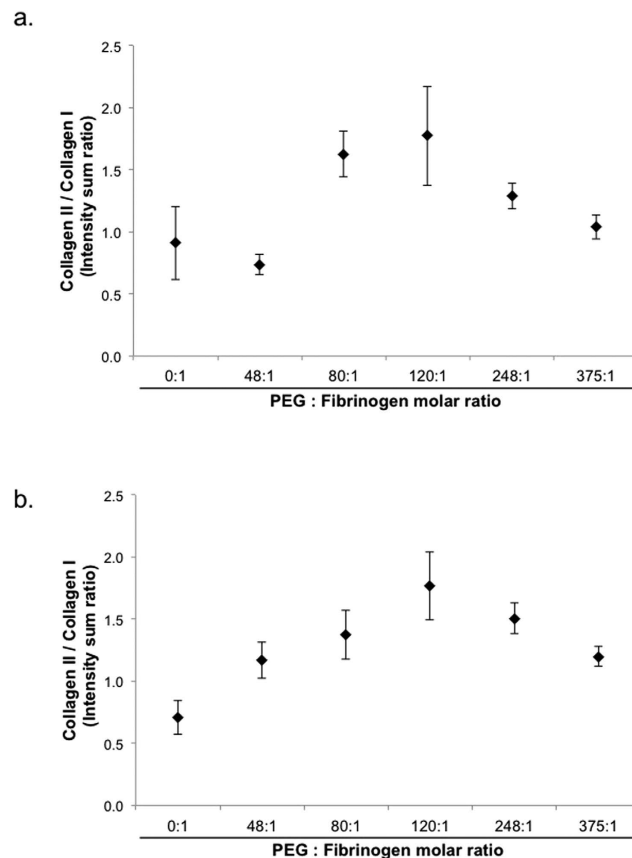 a.
Collagen II / Collagen I
(Intensity sum ratio)
2.5
2.0
1.5
1.0
0.5
0.0
0:1 48:1 80:1 120:1 248:1 375:1
PEG : Fibrinogen molar ratio
b.
Collagen II / Collagen I
(Intensity sum ratio)
2.5
2.0
1.5
1.0
0.5
0.0
0:1 48:1 80:1 120:1 248:1 375:1
PEG : Fibrinogen molar ratio